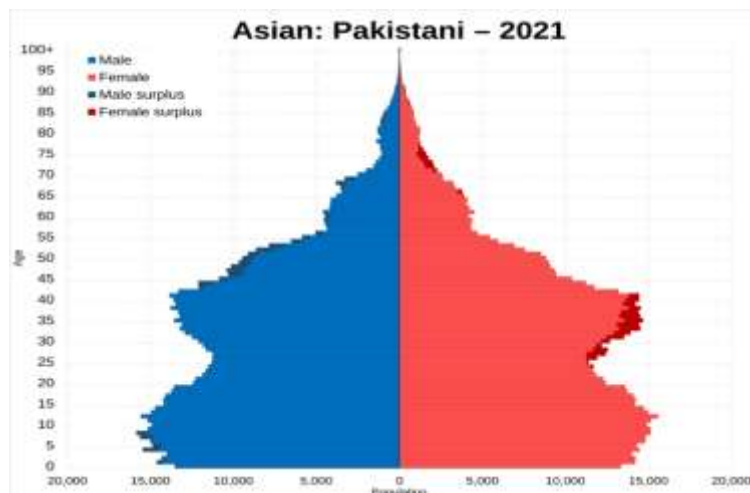 Asian: Pakistani – 2021
Male
Female
Male surplus
Female surplus
Age
100+
95
90
85
80
75
70
65
60
55
50
45
40
35
30
25
20
15
10
5
0
20,000 15,000 10,000 5,000 0 5,000 10,000 15,000 20,000
Population